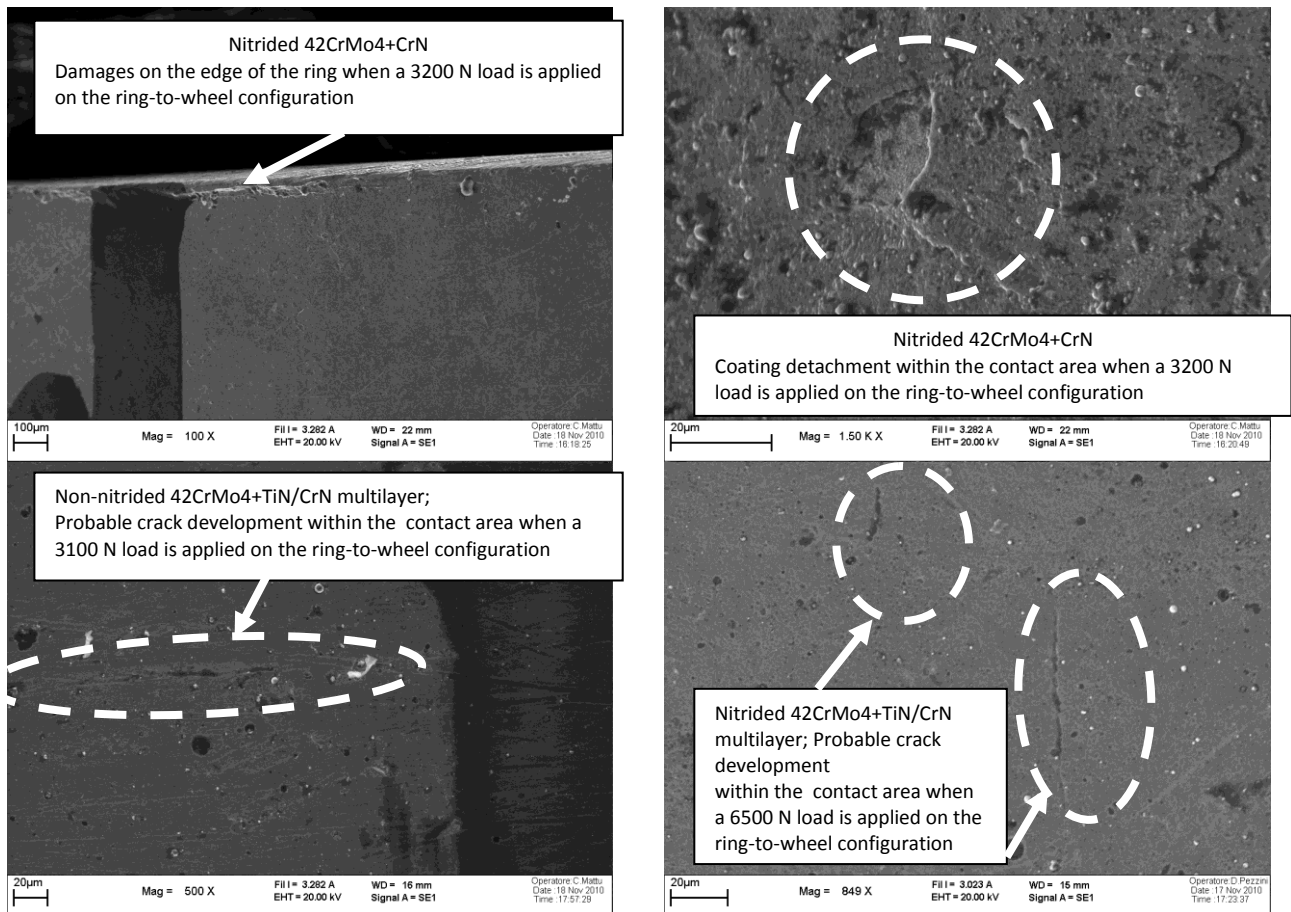 Nitrided 42CrMo4+CrN
Damages on the edge of the ring when a 3200 N load is applied
on the ring-to-wheel configuration
100µm
Mag = 100 X
Fil I = 3.282 A
EHT = 20.00 kV
WD = 22 mm
Signal A = SE1
Operatore:C.Mattu
Date :18 Nov 2010
Time :16:18:25
Nitrided 42CrMo4+CrN
Coating detachment within the contact area when a 3200 N
load is applied on the ring-to-wheel configuration
20µm
Mag = 1.50 K X
Fil I = 3.282 A
EHT = 20.00 kV
WD = 22 mm
Signal A = SE1
Operatore:C.Mattu
Date :18 Nov 2010
Time :16:20:49
Non-nitrided 42CrMo4+TiN/CrN multilayer;
Probable crack development within the contact area when a
3100 N load is applied on the ring-to-wheel configuration
20µm
Mag = 500 X
Fil I = 3.282 A
EHT = 20.00 kV
WD = 16 mm
Signal A = SE1
Operatore:C.Mattu
Date :18 Nov 2010
Time :17:57:29
Nitrided 42CrMo4+TiN/CrN
multilayer; Probable crack
development
within the contact area when
a 6500 N load is applied on the
ring-to-wheel configuration
20µm
Mag = 849 X
Fil I = 3.023 A
EHT = 20.00 kV
WD = 15 mm
Signal A = SE1
Operatore:D.Pezzini
Date :17 Nov 2010
Time :17:23:37